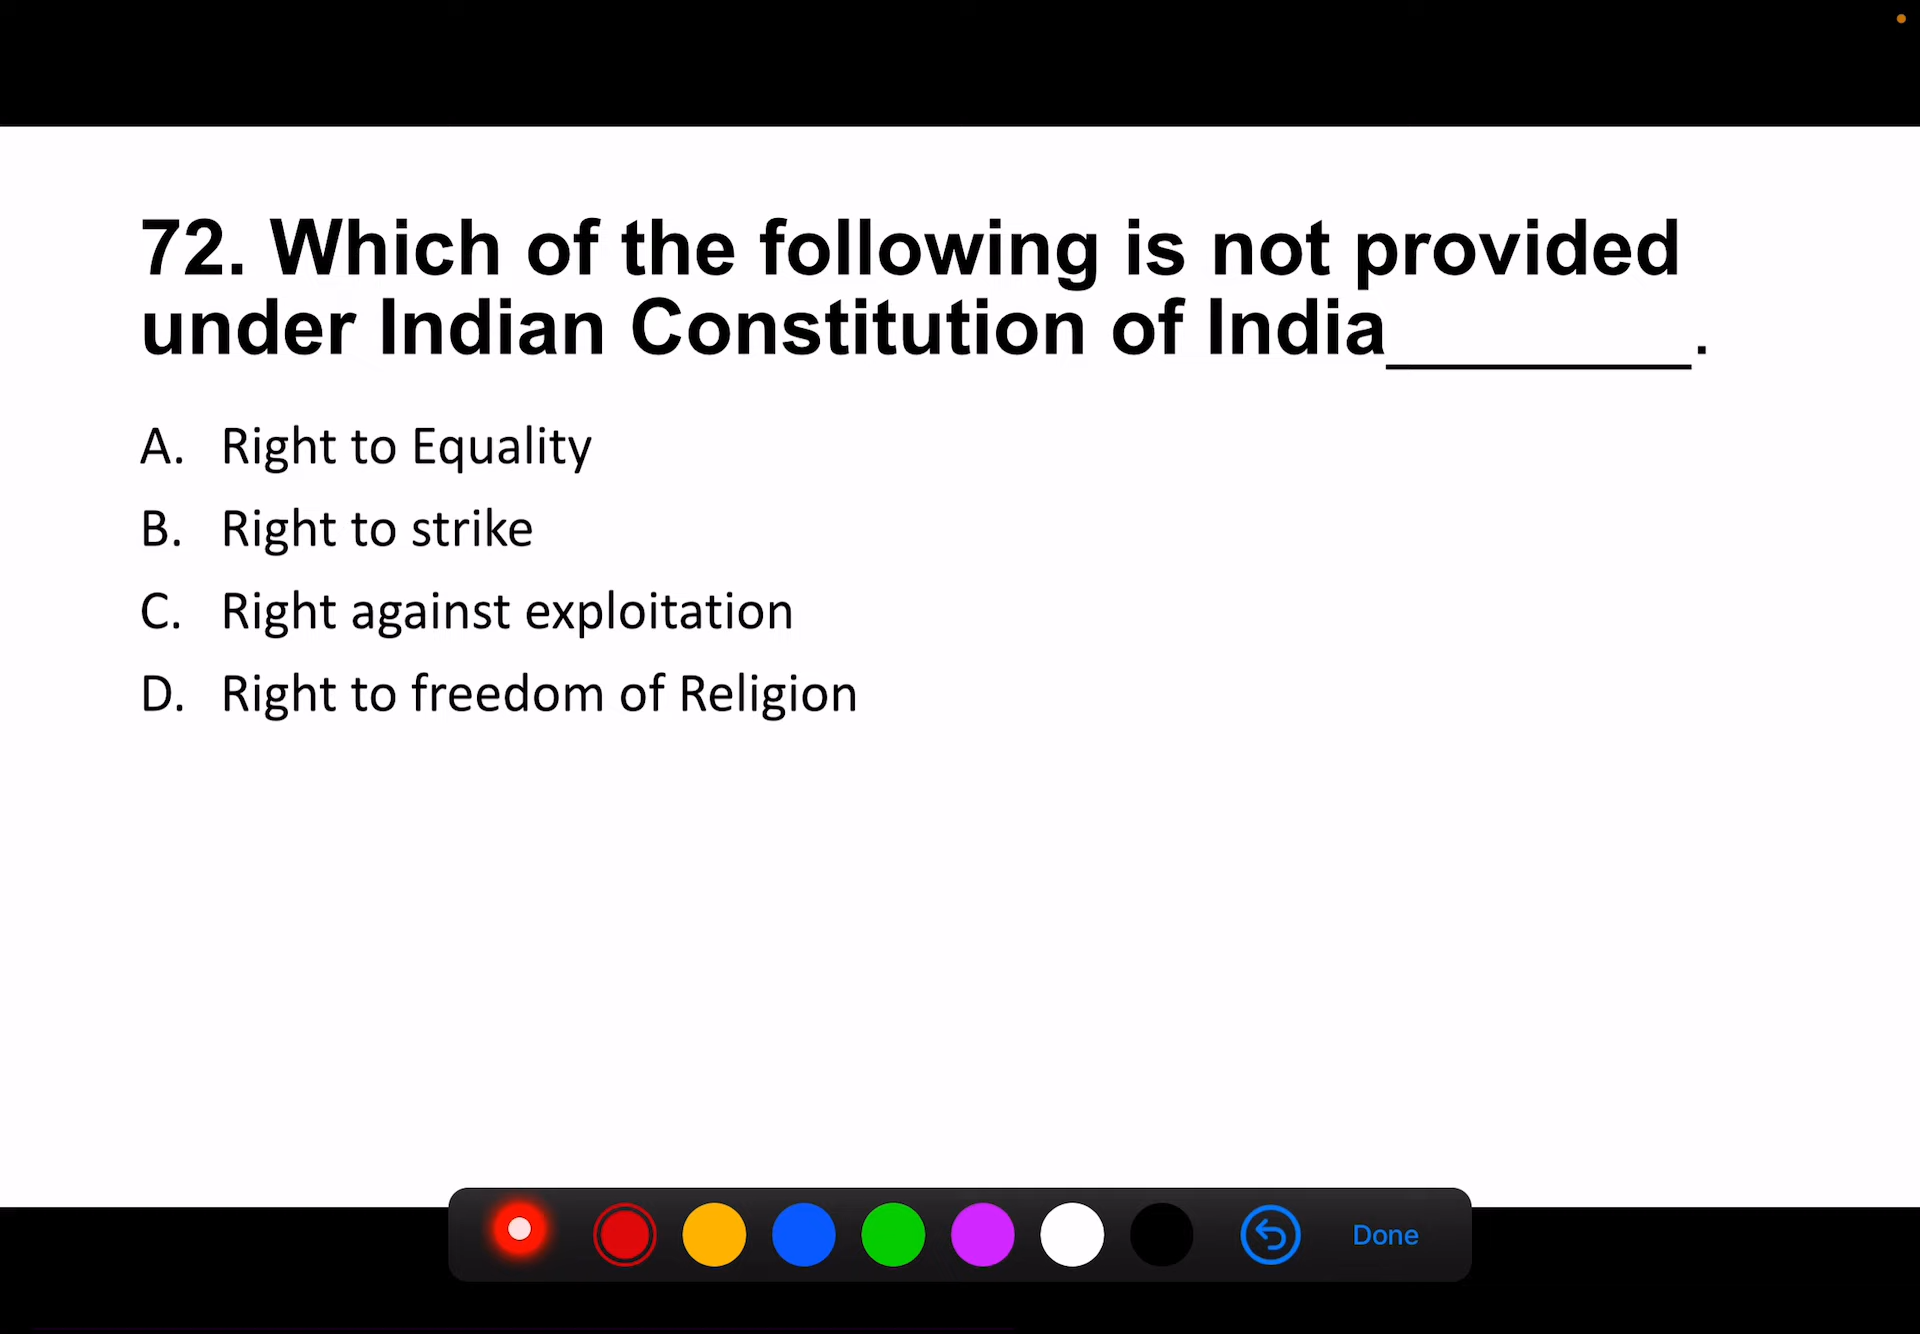 72. Which of the following is not provided
under Indian Constitution of India_______.
A. Right to Equality
B. Right to strike
C. Right against exploitation
D. Right to freedom of Religion
Done